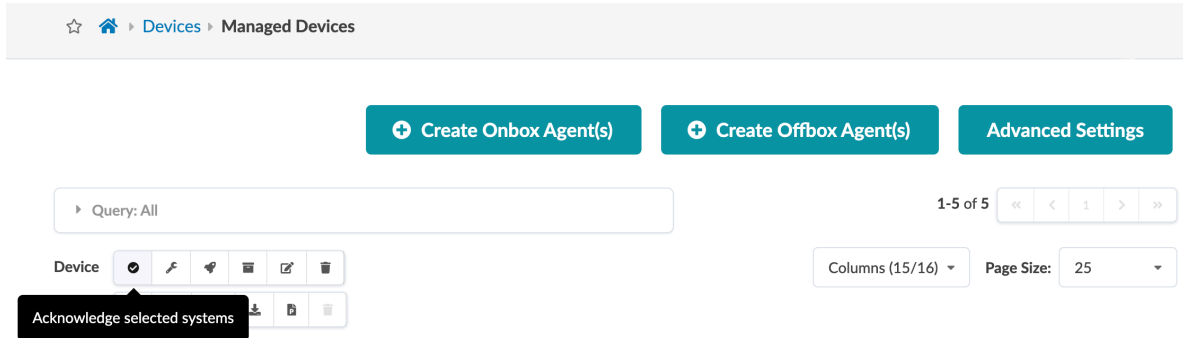 Devices Managed Devices
Create Onbox Agent(s) Create Offbox Agent(s) Advanced Settings
Query: All
1-5 of 5 1
Device Columns (15/16) Page Size: 25
Acknowledge selected systems